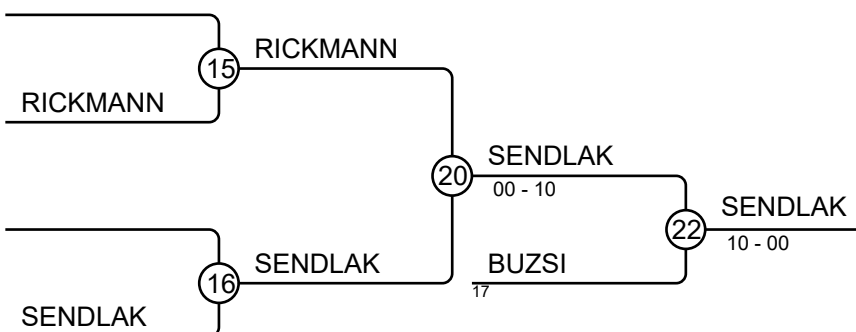 RICKMANN
15
RICKMANN
SENDLAK
20
00 - 10
SENDLAK
22
10 - 00
SENDLAK
16
BUZSI
17
SENDLAK